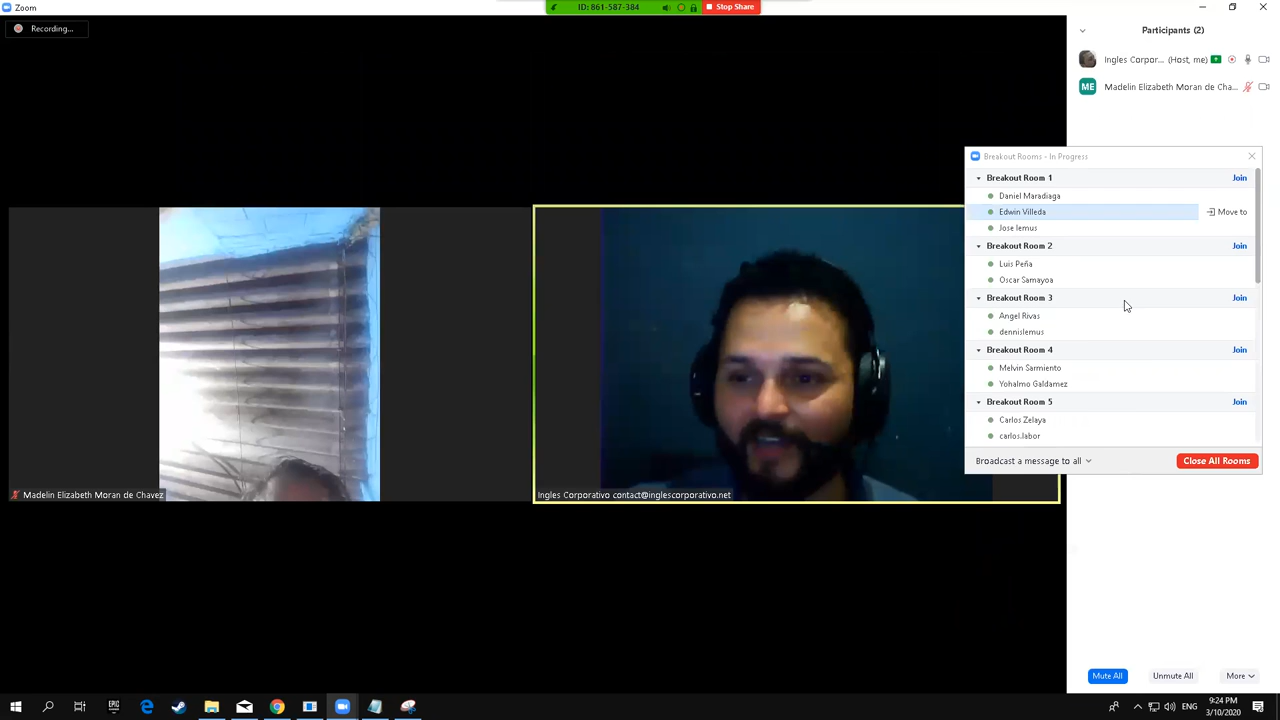 Zoom
ID: 861-587-384
Stop Share
Recording...
Participants (2)
Ingles Corpor... (Host, me)
ME
Madelin Elizabeth Moran de Cha...
Breakout Rooms - In Progress
Breakout Room 1
Join
Daniel Maradiaga
Edwin Villeda
Move to
Jose lemus
Breakout Room 2
Join
Luis Peña
Oscar Samayoa
Breakout Room 3
Join
Angel Rivas
dennislemus
Breakout Room 4
Join
Melvin Sarmiento
Yohalmo Galdamez
Breakout Room 5
Join
Carlos Zelaya
carlos.labor
Broadcast a message to all
Close All Rooms
Madelin Elizabeth Moran de Chavez
Ingles Corporativo contact@inglescorporativo.net
Mute All
Unmute All
More
EPIC
ENG
9:24 PM
3/10/2020